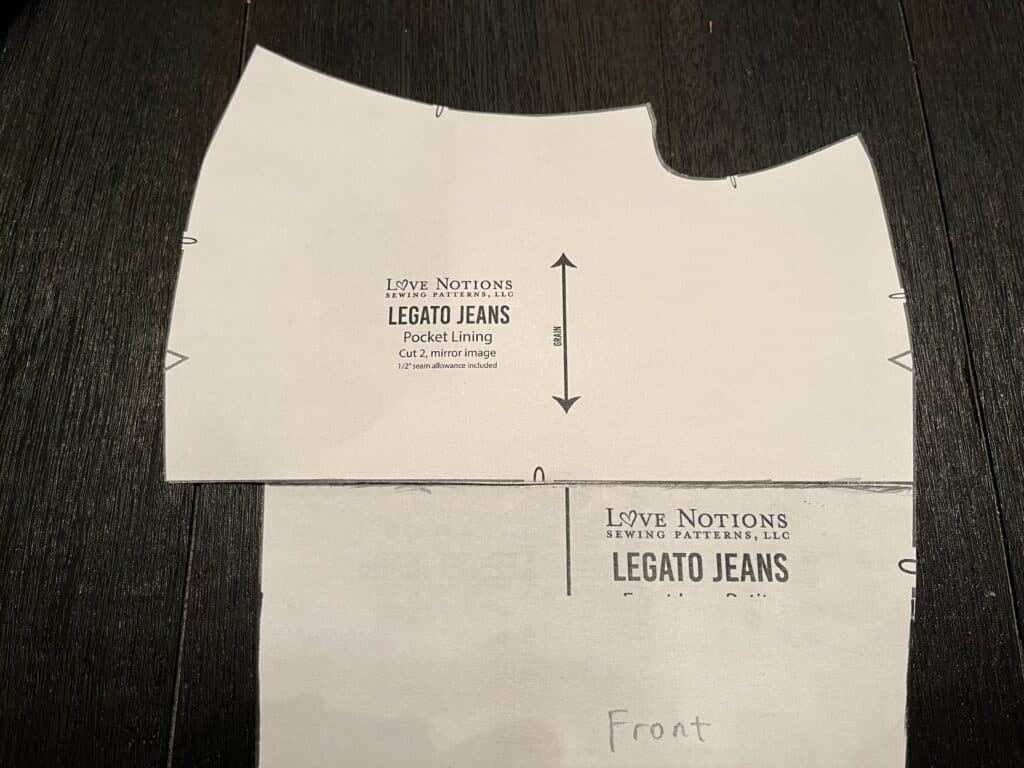 LOVE NOTIONS
SEWING PATTERNS, LLC
LEGATO JEANS
Pocket Lining
Cut 2, mirror image
1/2" seam allowance included
GRAIN
LOVE NOTIONS
SEWING PATTERNS, LLC
LEGATO JEANS
Front